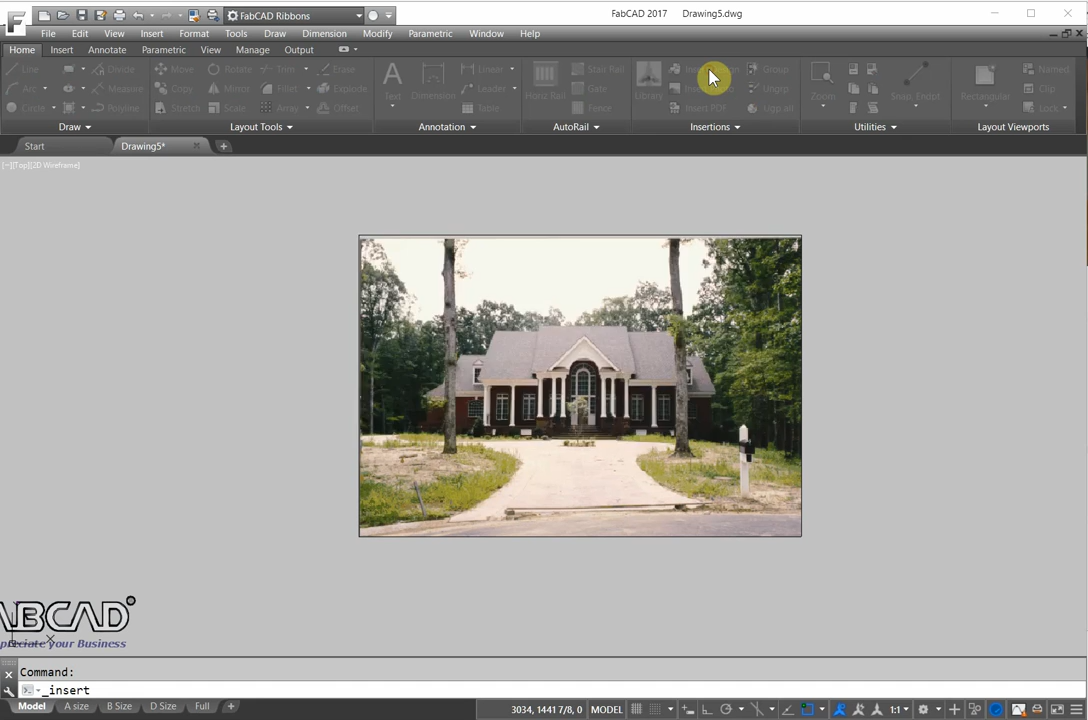 FabCAD Ribbons
FabCAD 2017 Drawing5.dwg
File Edit View Insert Format Tools Draw Dimension Modify Parametric Window Help
Home Insert Annotate Parametric View Manage Output
Line Divide Move Rotate Trim Erase Linear Stair Rail Group Named
Arc Measure Copy Mirror Fillet Explode Text Dimension Leader Horiz Rail Gate Library Ungrp Zoom Snap Endpt Rectangular Clip
Circle Polyline Stretch Scale Array Offset Table Fence Insert PDF Ugp all Lock
Draw Layout Tools Annotation AutoRail Insertions Utilities Layout Viewports
Start Drawing5*
[−][Top][2D Wireframe]
ABCAD
preciate your Business
Command:
_insert
Model A size B Size D Size Full
3034, 1441 7/8, 0 MODEL 1:1